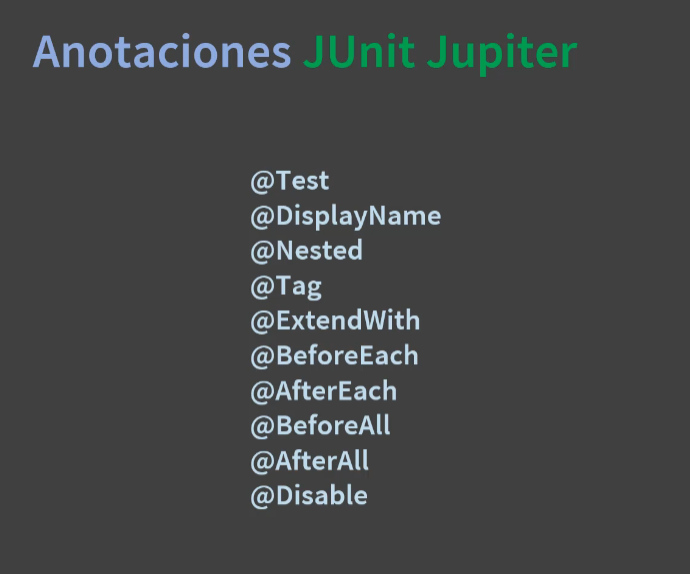 Anotaciones JUnit Jupiter
@Test
@DisplayName
@Nested
@Tag
@ExtendWith
@BeforeEach
@AfterEach
@BeforeAll
@AfterAll
@Disable